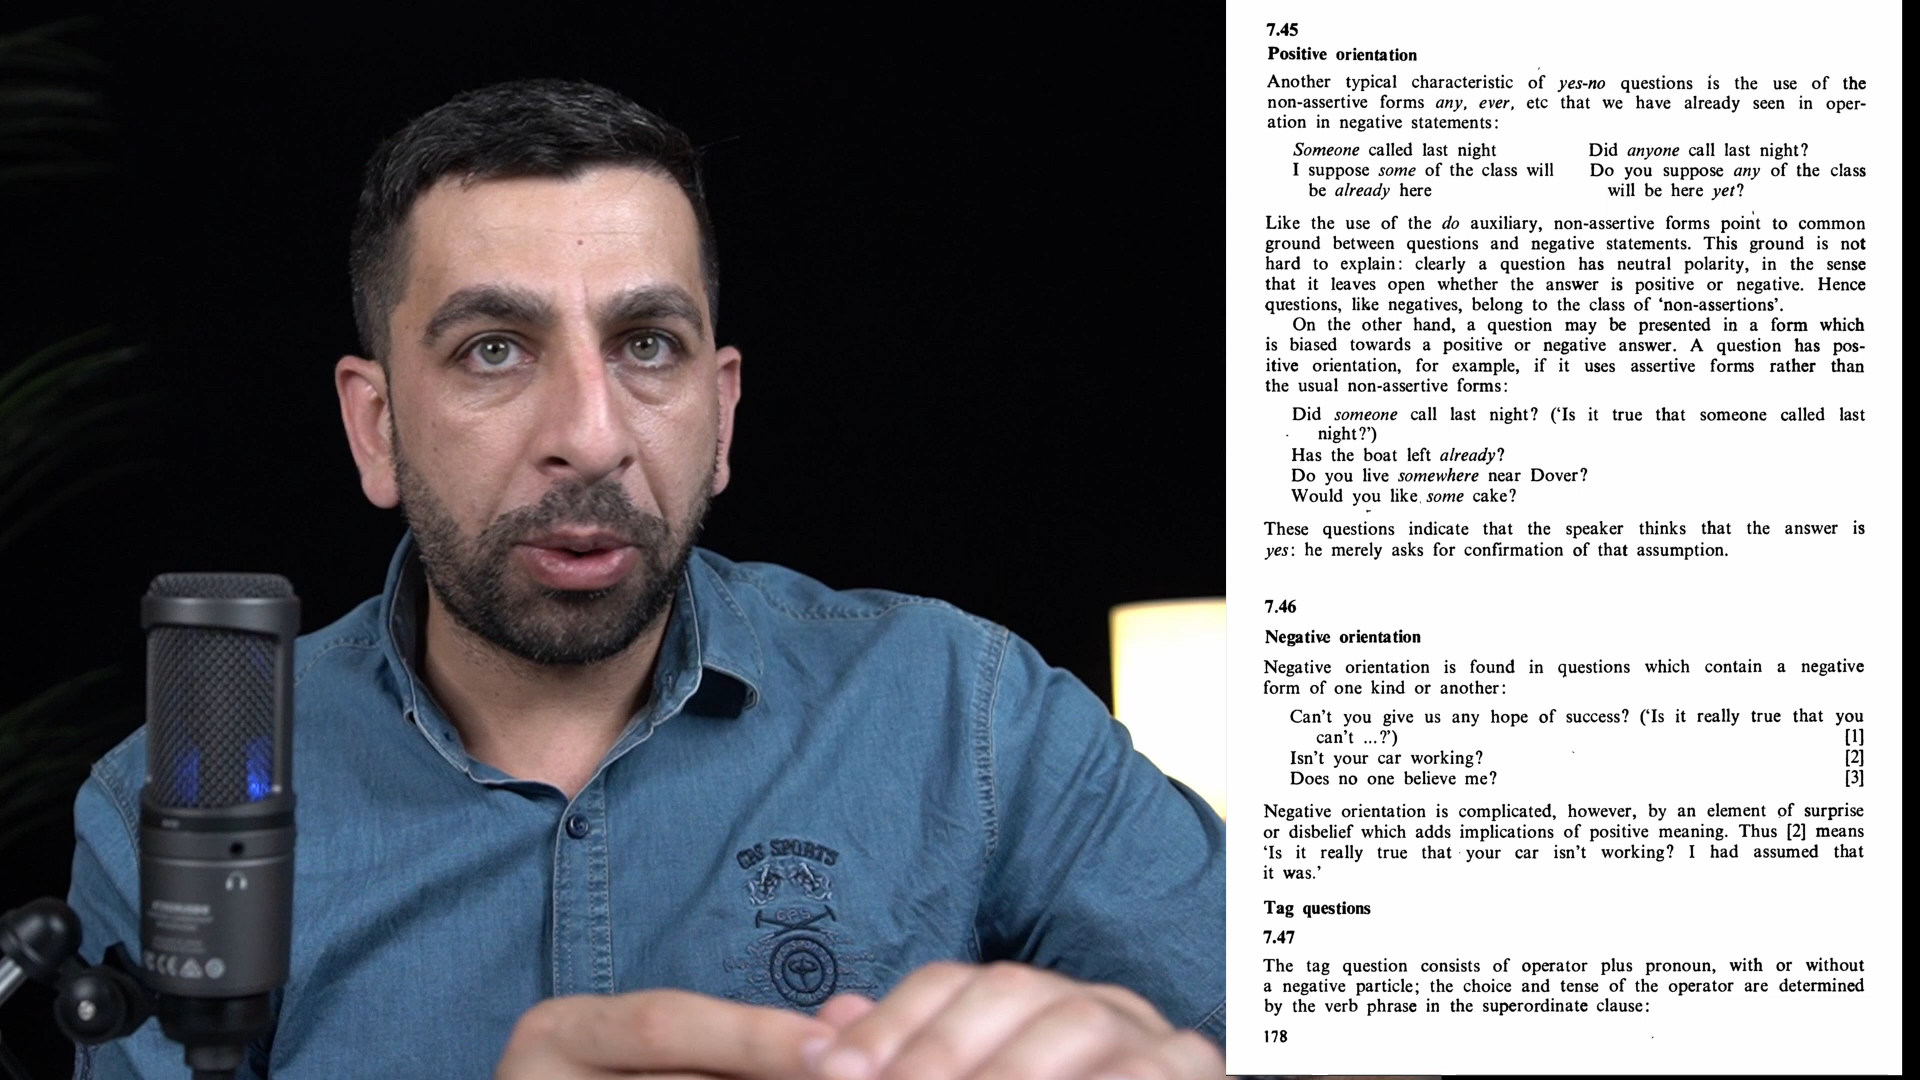 7.45
Positive orientation
Another typical characteristic of yes-no questions is the use of the
non-assertive forms any, ever, etc that we have already seen in oper-
ation in negative statements:
Someone called last night Did anyone call last night?
I suppose some of the class will Do you suppose any of the class
be already here will be here yet?
Like the use of the do auxiliary, non-assertive forms point to common
ground between questions and negative statements. This ground is not
hard to explain: clearly a question has neutral polarity, in the sense
that it leaves open whether the answer is positive or negative. Hence
questions, like negatives, belong to the class of ‘non-assertions’.
On the other hand, a question may be presented in a form which
is biased towards a positive or negative answer. A question has pos-
itive orientation, for example, if it uses assertive forms rather than
the usual non-assertive forms:
Did someone call last night? (‘Is it true that someone called last
night?’)
Has the boat left already?
Do you live somewhere near Dover?
Would you like some cake?
These questions indicate that the speaker thinks that the answer is
yes: he merely asks for confirmation of that assumption.
7.46
Negative orientation
Negative orientation is found in questions which contain a negative
form of one kind or another:
Can’t you give us any hope of success? (‘Is it really true that you
can’t ...?’) [1]
Isn’t your car working? [2]
Does no one believe me? [3]
Negative orientation is complicated, however, by an element of surprise
or disbelief which adds implications of positive meaning. Thus [2] means
‘Is it really true that your car isn’t working? I had assumed that
it was.’
Tag questions
7.47
The tag question consists of operator plus pronoun, with or without
a negative particle; the choice and tense of the operator are determined
by the verb phrase in the superordinate clause:
178
SPORTS